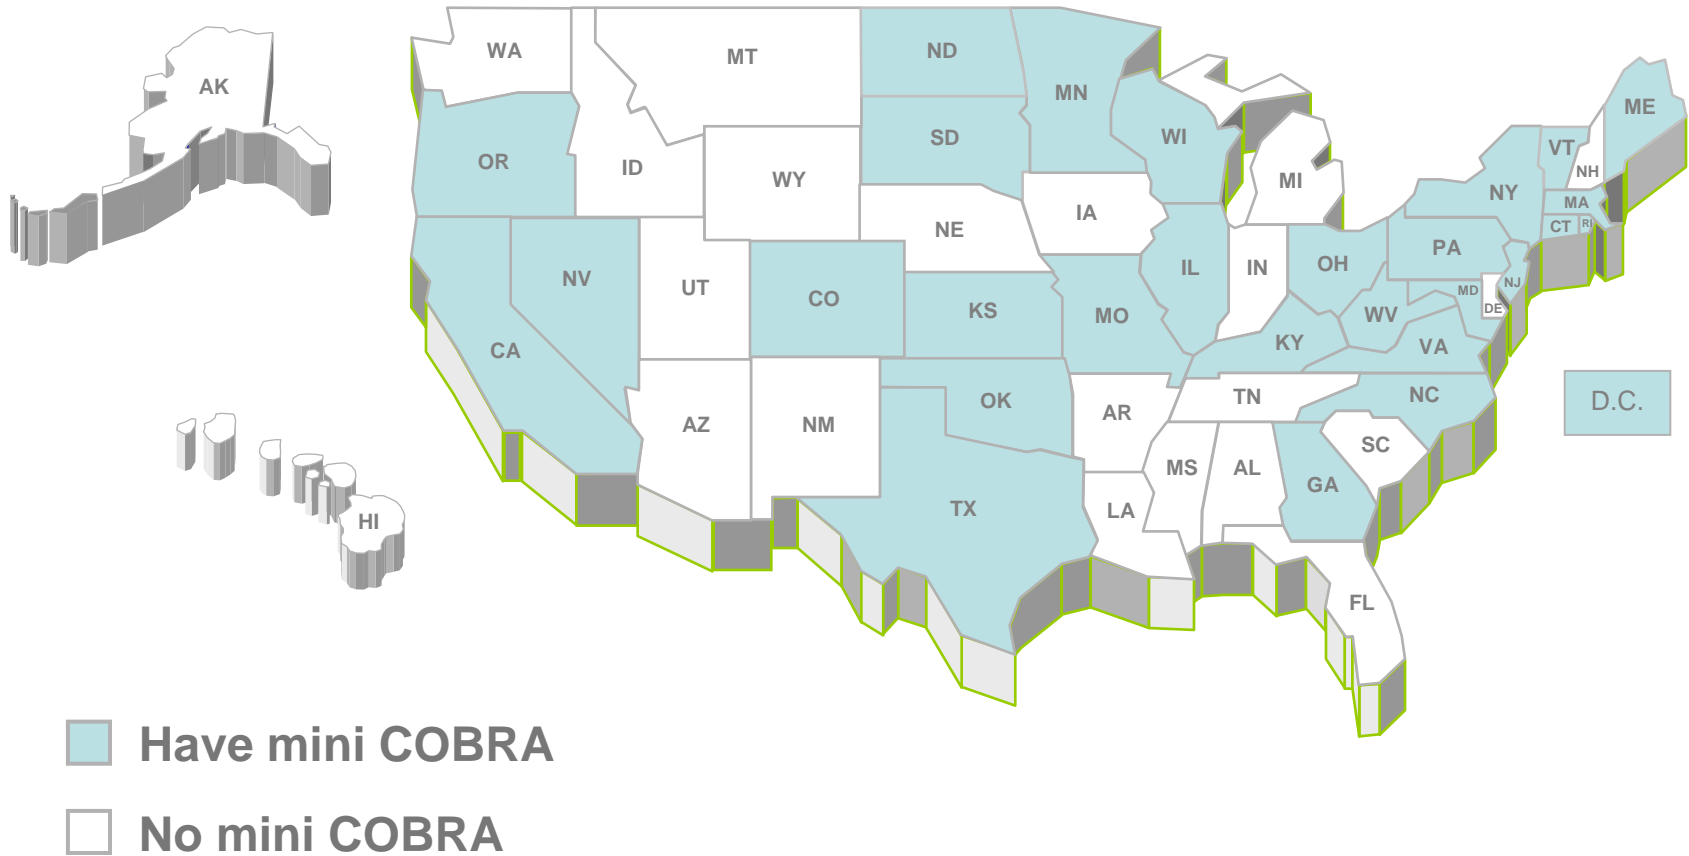 WA
MT
ND
MN
ME
AK
OR
ID
SD
WI
VT
NH
WY
MI
NY
MA
IA
NE
CT
RI
PA
NV
UT
CO
IL
IN
OH
MD
NJ
DE
KS
MO
WV
CA
KY
VA
D.C.
OK
TN
NC
AZ
NM
AR
SC
MS
AL
GA
TX
LA
HI
FL
Have mini COBRA
No mini COBRA